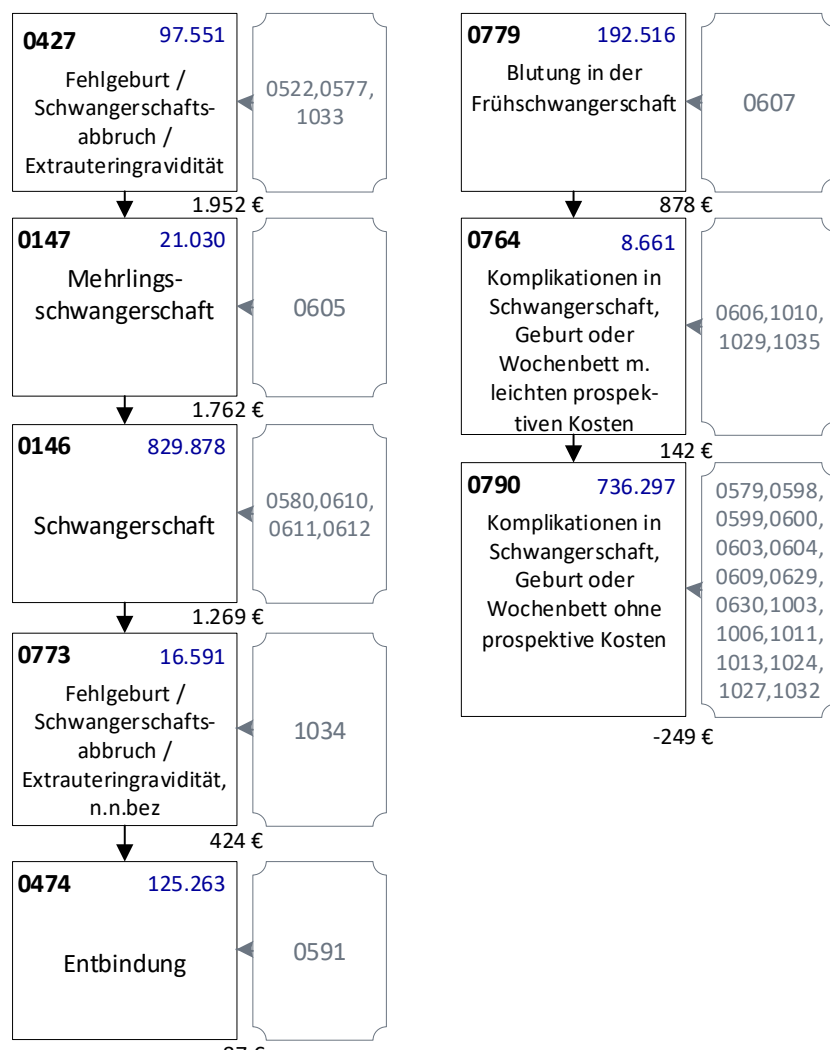 0427 97.551
Fehlgeburt /
Schwangerschafts-
abbruch /
Extrauteringravidität
0522,0577,
1033
1.952 €
0147 21.030
Mehrlings-
schwangerschaft
0605
1.762 €
0146 829.878
Schwangerschaft
0580,0610,
0611,0612
1.269 €
0773 16.591
Fehlgeburt /
Schwangerschafts-
abbruch /
Extrauteringravidität,
n.n.bez
1034
424 €
0474 125.263
Entbindung
0591
0779 192.516
Blutung in der
Frühschwangerschaft
0607
878 €
0764 8.661
Komplikationen in
Schwangerschaft,
Geburt oder
Wochenbett m.
leichten prospek-
tiven Kosten
0606,1010,
1029,1035
142 €
0790 736.297
Komplikationen in
Schwangerschaft,
Geburt oder
Wochenbett ohne
prospektive Kosten
0579,0598,
0599,0600,
0603,0604,
0609,0629,
0630,1003,
1006,1011,
1013,1024,
1027,1032
-249 €